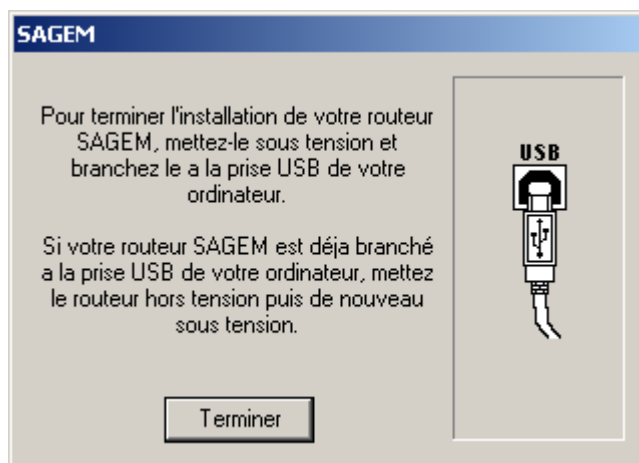 SAGEM
Pour terminer l'installation de votre routeur
SAGEM, mettez-le sous tension et
branchez le a la prise USB de votre
ordinateur.
Si votre routeur SAGEM est déja branché
a la prise USB de votre ordinateur, mettez
le routeur hors tension puis de nouveau
sous tension.
USB
Terminer